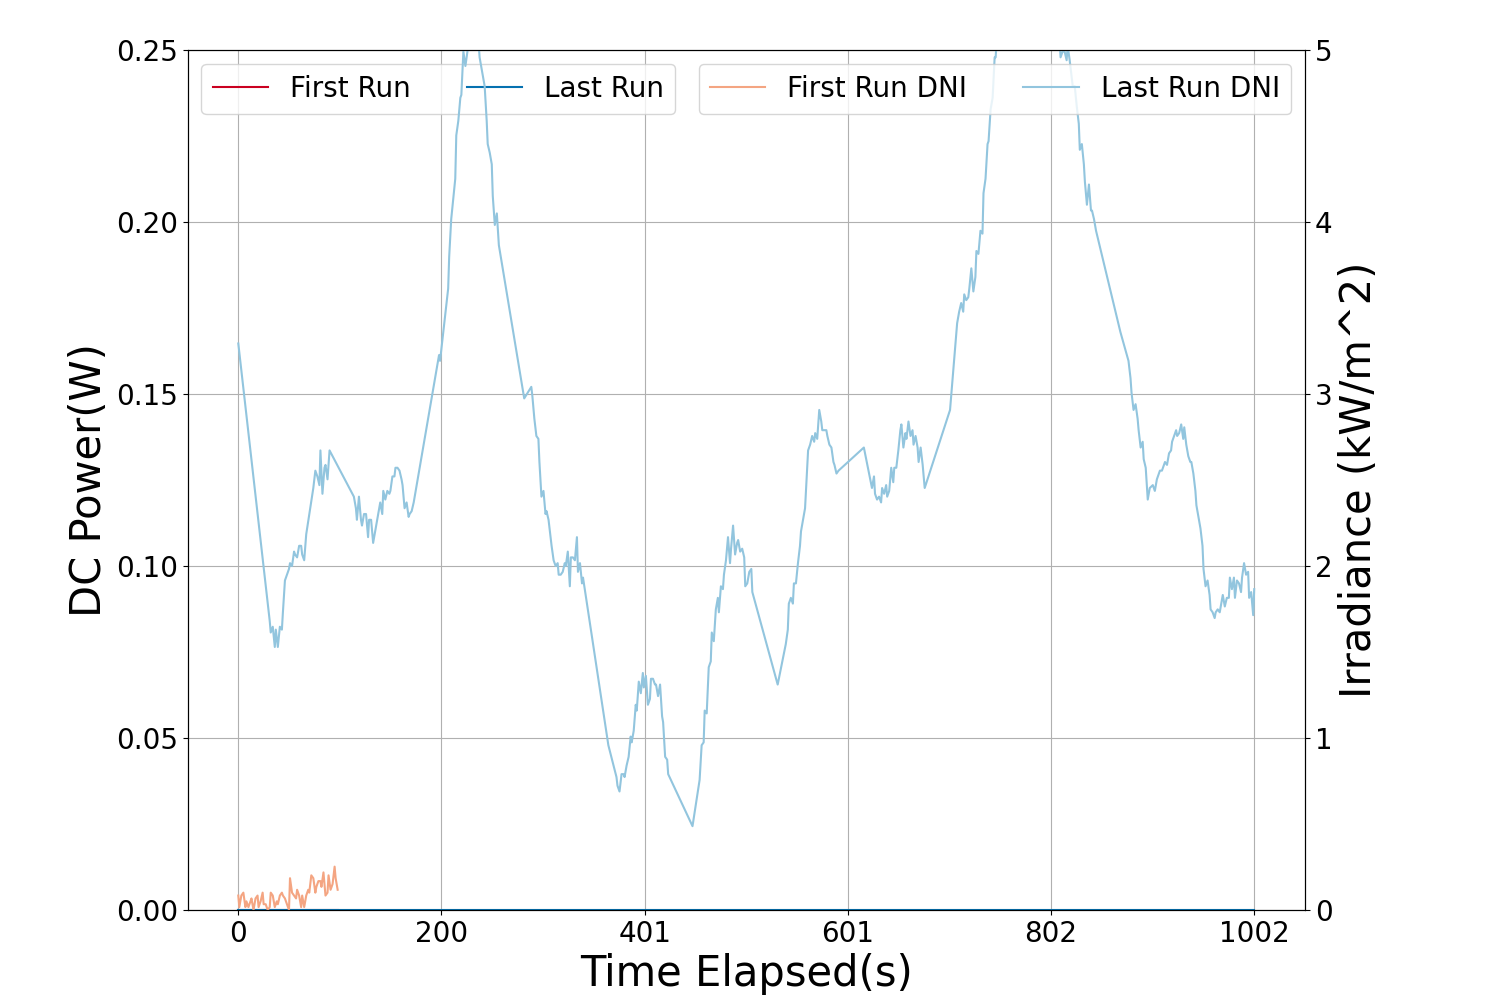 First Run
Last Run
First Run DNI
Last Run DNI
0.25
0.20
0.15
0.10
0.05
0.00
DC Power(W)
5
4
3
2
1
0
Irradiance (kW/m^2)
0
200
401
601
802
1002
Time Elapsed(s)